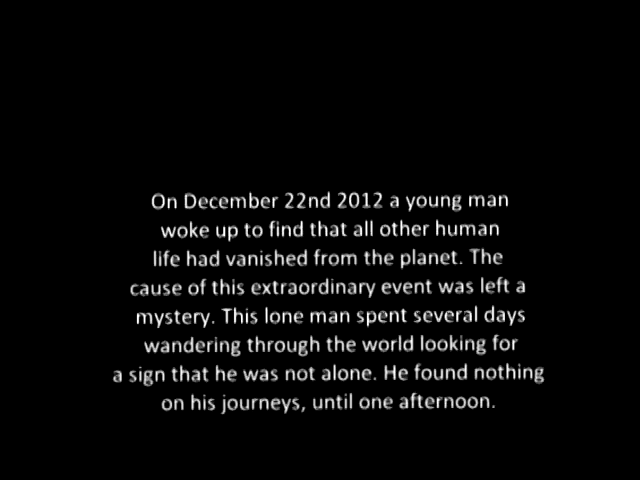 On December 22nd 2012 a young man
woke up to find that all other human
life had vanished from the planet. The
cause of this extraordinary event was left a
mystery. This lone man spent several days
wandering through the world looking for
a sign that he was not alone. He found nothing
on his journeys, until one afternoon.